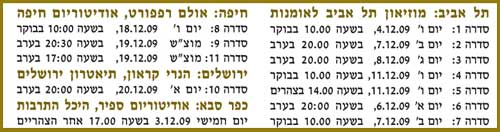 תל אביב: מוזיאון תל אביב לאומנות
סדרה 1: יום ו' 4.12.09, בשעה 10.00 בבוקר
סדרה 2: יום ו' 11.12.09, בשעה 20.00 בערב
סדרה 3: יום ו' 11.12.09, בשעה 20.00 בערב
סדרה 4: יום ו' 11.12.09, בשעה 10.00 בבוקר
סדרה 5: יום ו' 11.12.09, בשעה 14.00 בצהריים
סדרה 6: יום א' 6.12.09, בשעה 20.00 בערב
סדרה 7: יום ב' 7.12.09, בשעה 10.00 בבוקר
חיפה: אולם רפפורט, אודיטוריום חיפה
סדרה 8: יום ו' 18.12.09, בשעה 10:00 בבוקר
סדרה 9: מוצ"ש 19.12.09, בשעה 20:30 בערב
סדרה 11: מוצ"ש 19.12.09, בשעה 17:00 בערב
ירושלים: הנרי קראון, תיאטרון ירושלים
סדרה 10: יום א' 20.12.09, בשעה 20:00 בערב
כפר סבא: אודיטוריום ספיר, היכל התרבות
יום חמישי 3.12.09 בשעה 17.00 אחר הצהריים